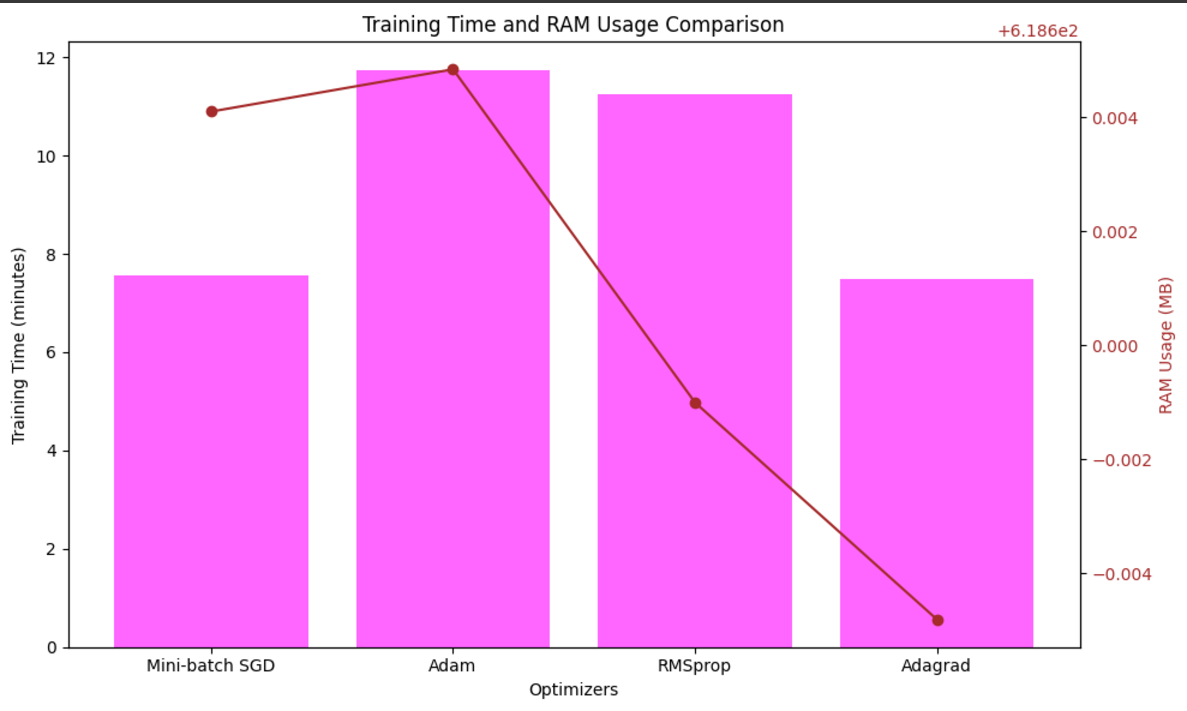 Training Time and RAM Usage Comparison
+6.186e2
12
10
8
6
4
2
0
Training Time (minutes)
0.004
0.002
0.000
−0.002
−0.004
RAM Usage (MB)
Mini-batch SGD
Adam
RMSprop
Adagrad
Optimizers